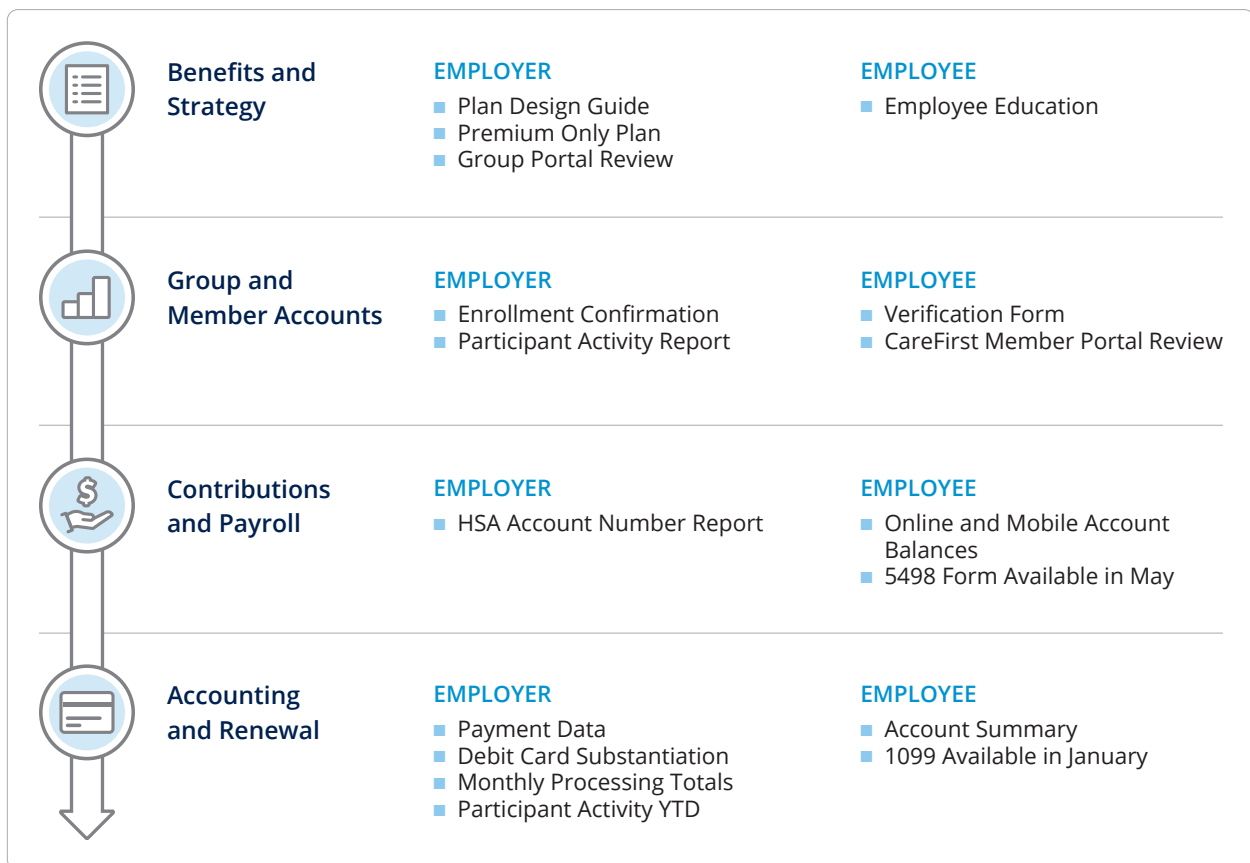 Benefits and
Strategy
EMPLOYER
Plan Design Guide
Premium Only Plan
Group Portal Review
EMPLOYEE
Employee Education
Group and
Member Accounts
EMPLOYER
Enrollment Confirmation
Participant Activity Report
EMPLOYEE
Verification Form
CareFirst Member Portal Review
$
Contributions
and Payroll
EMPLOYER
HSA Account Number Report
EMPLOYEE
Online and Mobile Account
Balances
5498 Form Available in May
Accounting
and Renewal
EMPLOYER
Payment Data
Debit Card Substantiation
Monthly Processing Totals
Participant Activity YTD
EMPLOYEE
Account Summary
1099 Available in January